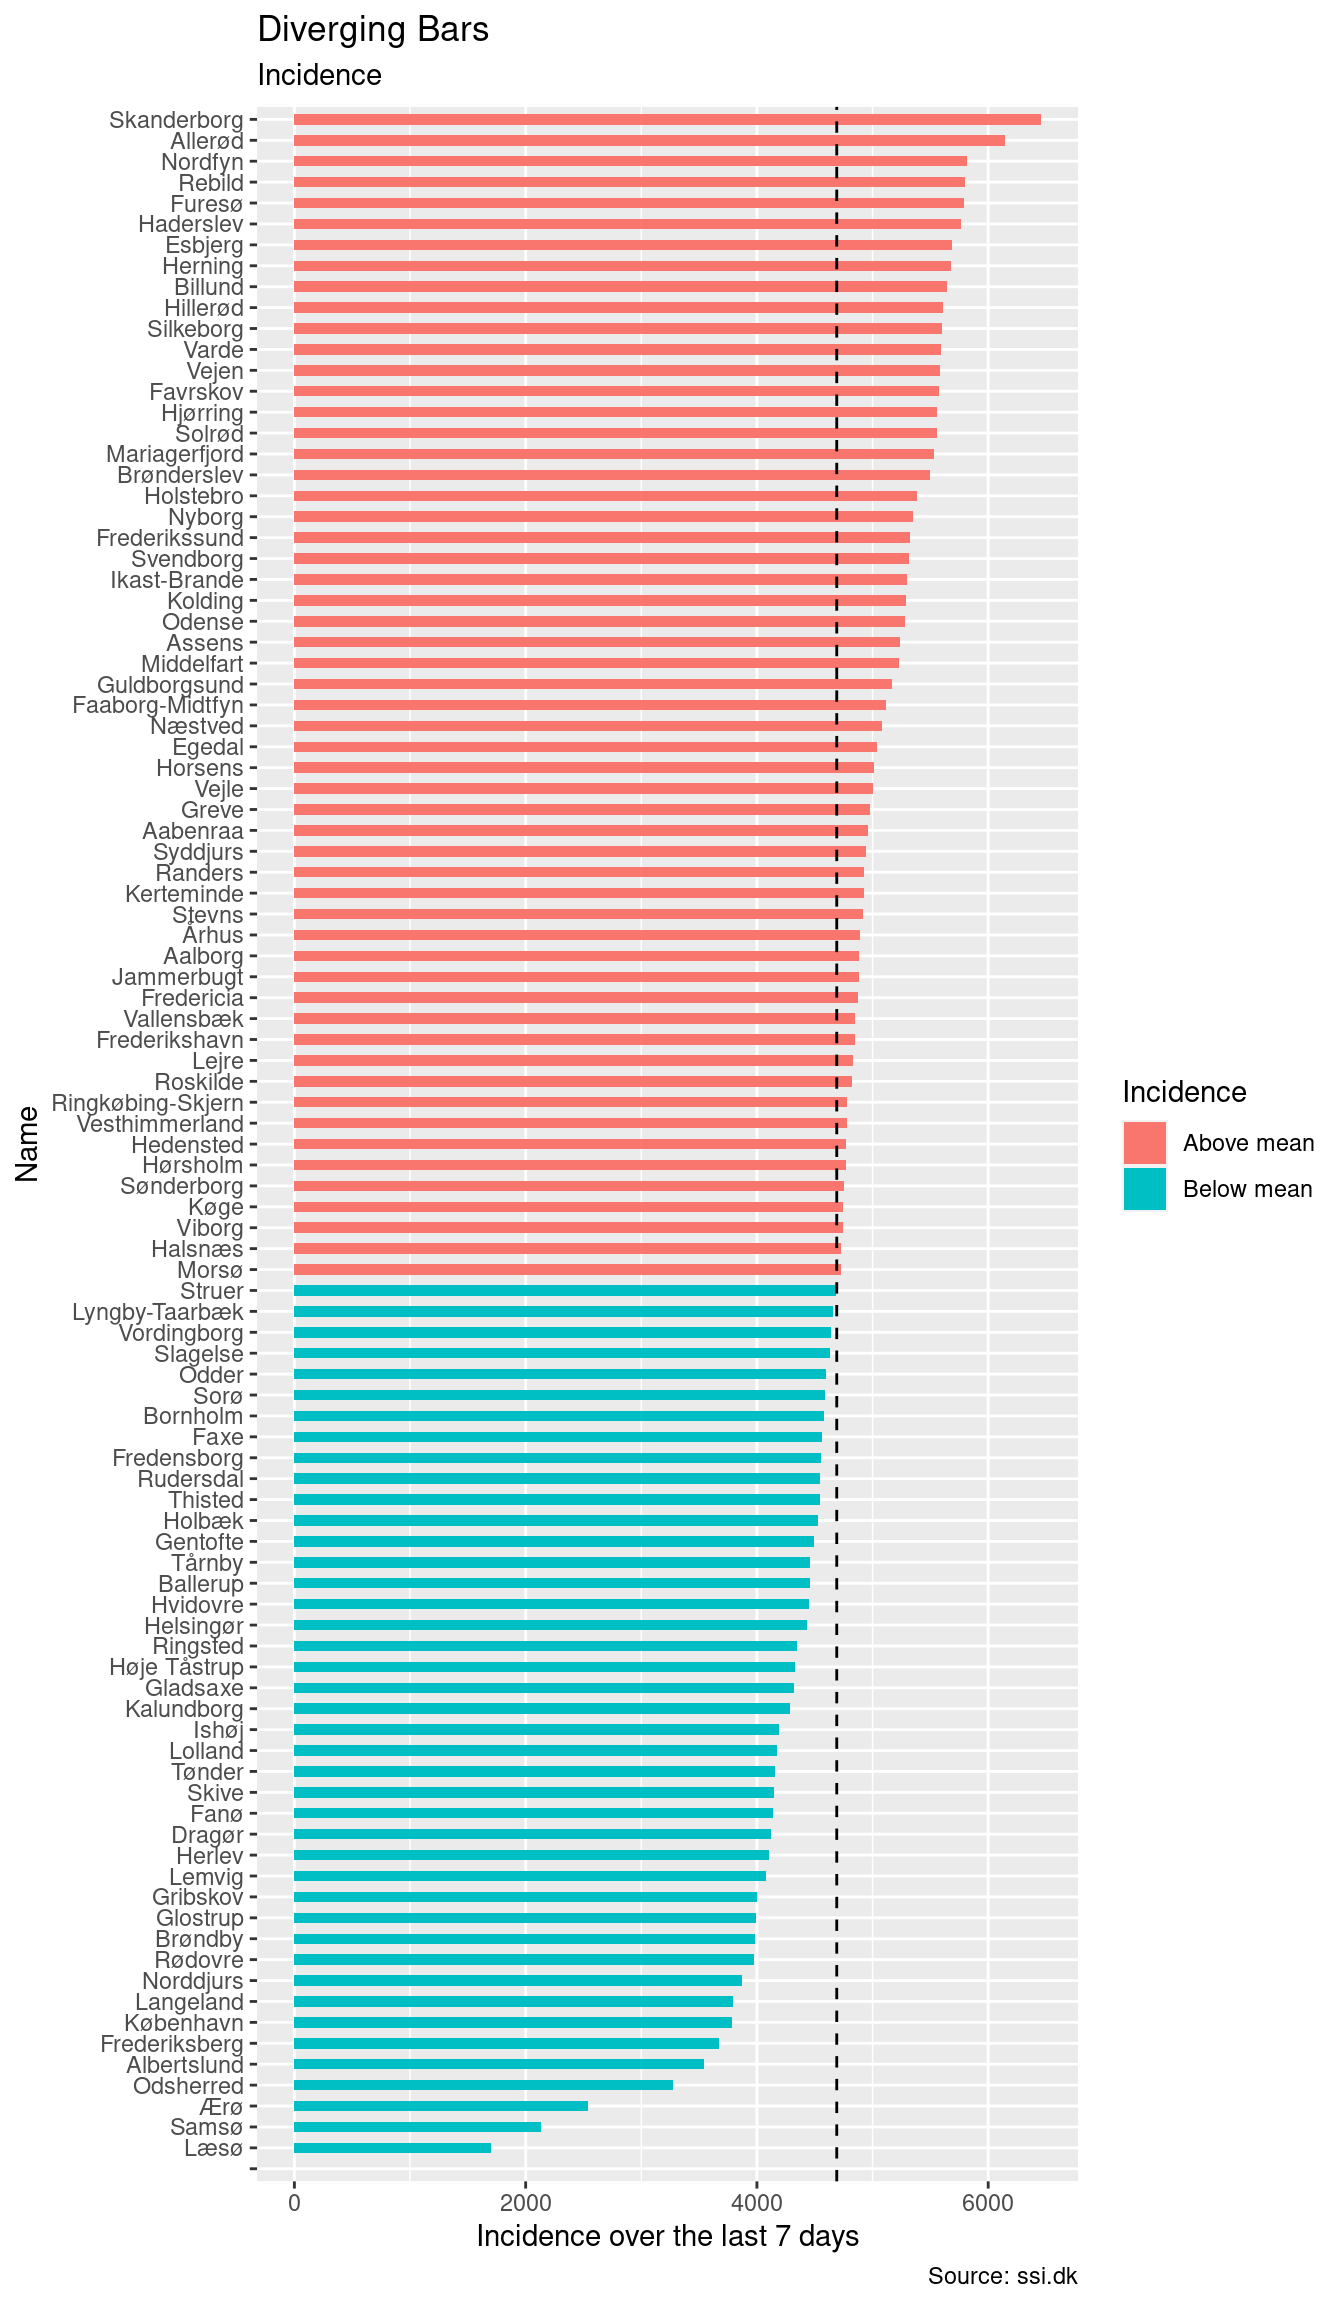 Diverging Bars
Incidence
Skanderborg
Allerød
Nordfyn
Rebild
Furesø
Haderslev
Esbjerg
Herning
Billund
Hillerød
Silkeborg
Varde
Vejen
Favrskov
Hjørring
Solrød
Mariagerfjord
Brønderslev
Holstebro
Nyborg
Frederikssund
Svendborg
Ikast-Brande
Kolding
Odense
Assens
Middelfart
Guldborgsund
Faaborg-Midtfyn
Næstved
Egedal
Horsens
Vejle
Greve
Aabenraa
Syddjurs
Randers
Kerteminde
Stevns
Århus
Aalborg
Jammerbugt
Fredericia
Vallensbæk
Frederikshavn
Lejre
Roskilde
Ringkøbing-Skjern
Vesthimmerland
Hedensted
Hørsholm
Sønderborg
Køge
Viborg
Halsnæs
Morsø
Struer
Lyngby-Taarbæk
Vordingborg
Slagelse
Odder
Sorø
Bornholm
Faxe
Fredensborg
Rudersdal
Thisted
Holbæk
Gentofte
Tårnby
Ballerup
Hvidovre
Helsingør
Ringsted
Høje Tåstrup
Gladsaxe
Kalundborg
Ishøj
Lolland
Tønder
Skive
Fanø
Dragør
Herlev
Lemvig
Gribskov
Glostrup
Brøndby
Rødovre
Norddjurs
Langeland
København
Frederiksberg
Albertslund
Odsherred
Ærø
Samsø
Læsø
Name
0 2000 4000 6000
Incidence over the last 7 days
Source: ssi.dk
Incidence
Above mean
Below mean